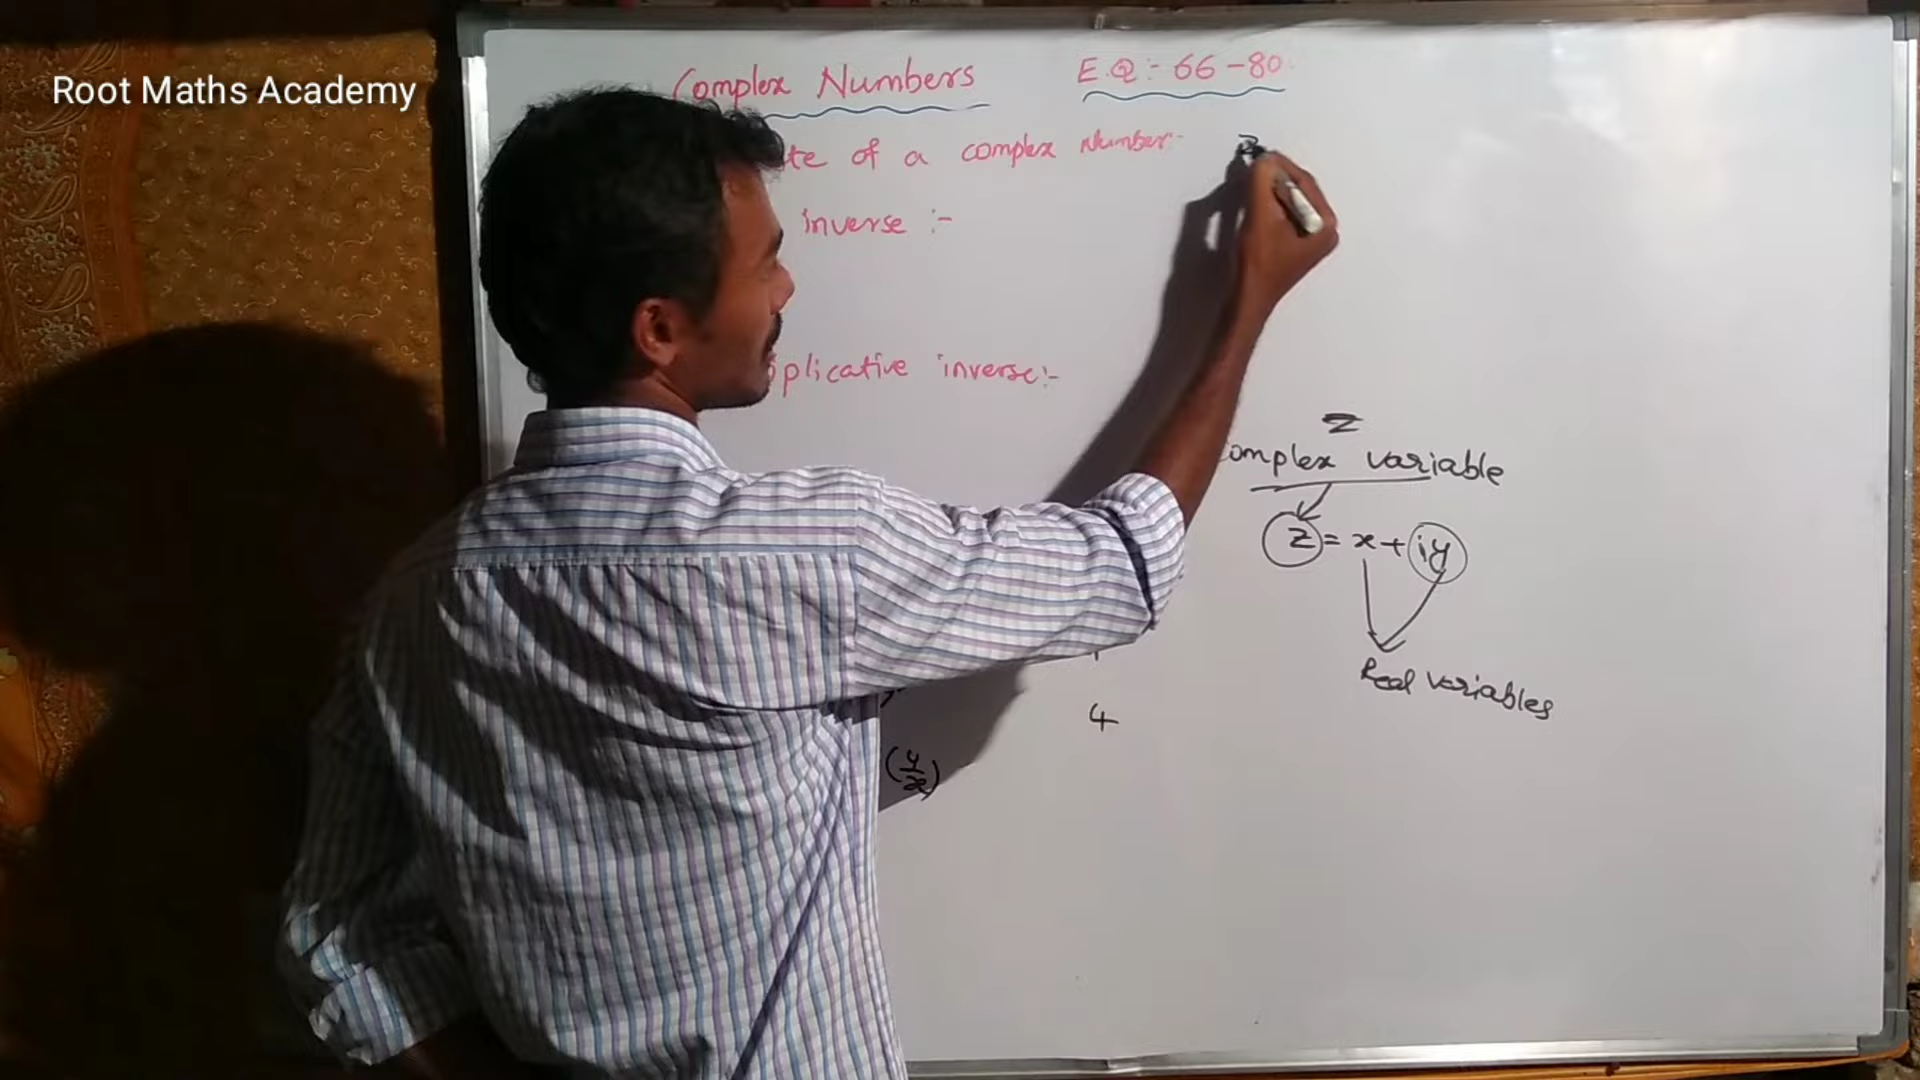 Root Maths Academy
Complex Numbers E.Q :- 66-80
te of a complex Number:-
inverse :-
plicative inverse:-
z
omplex variable
z = x + iy
Real variables
4
(y/x)